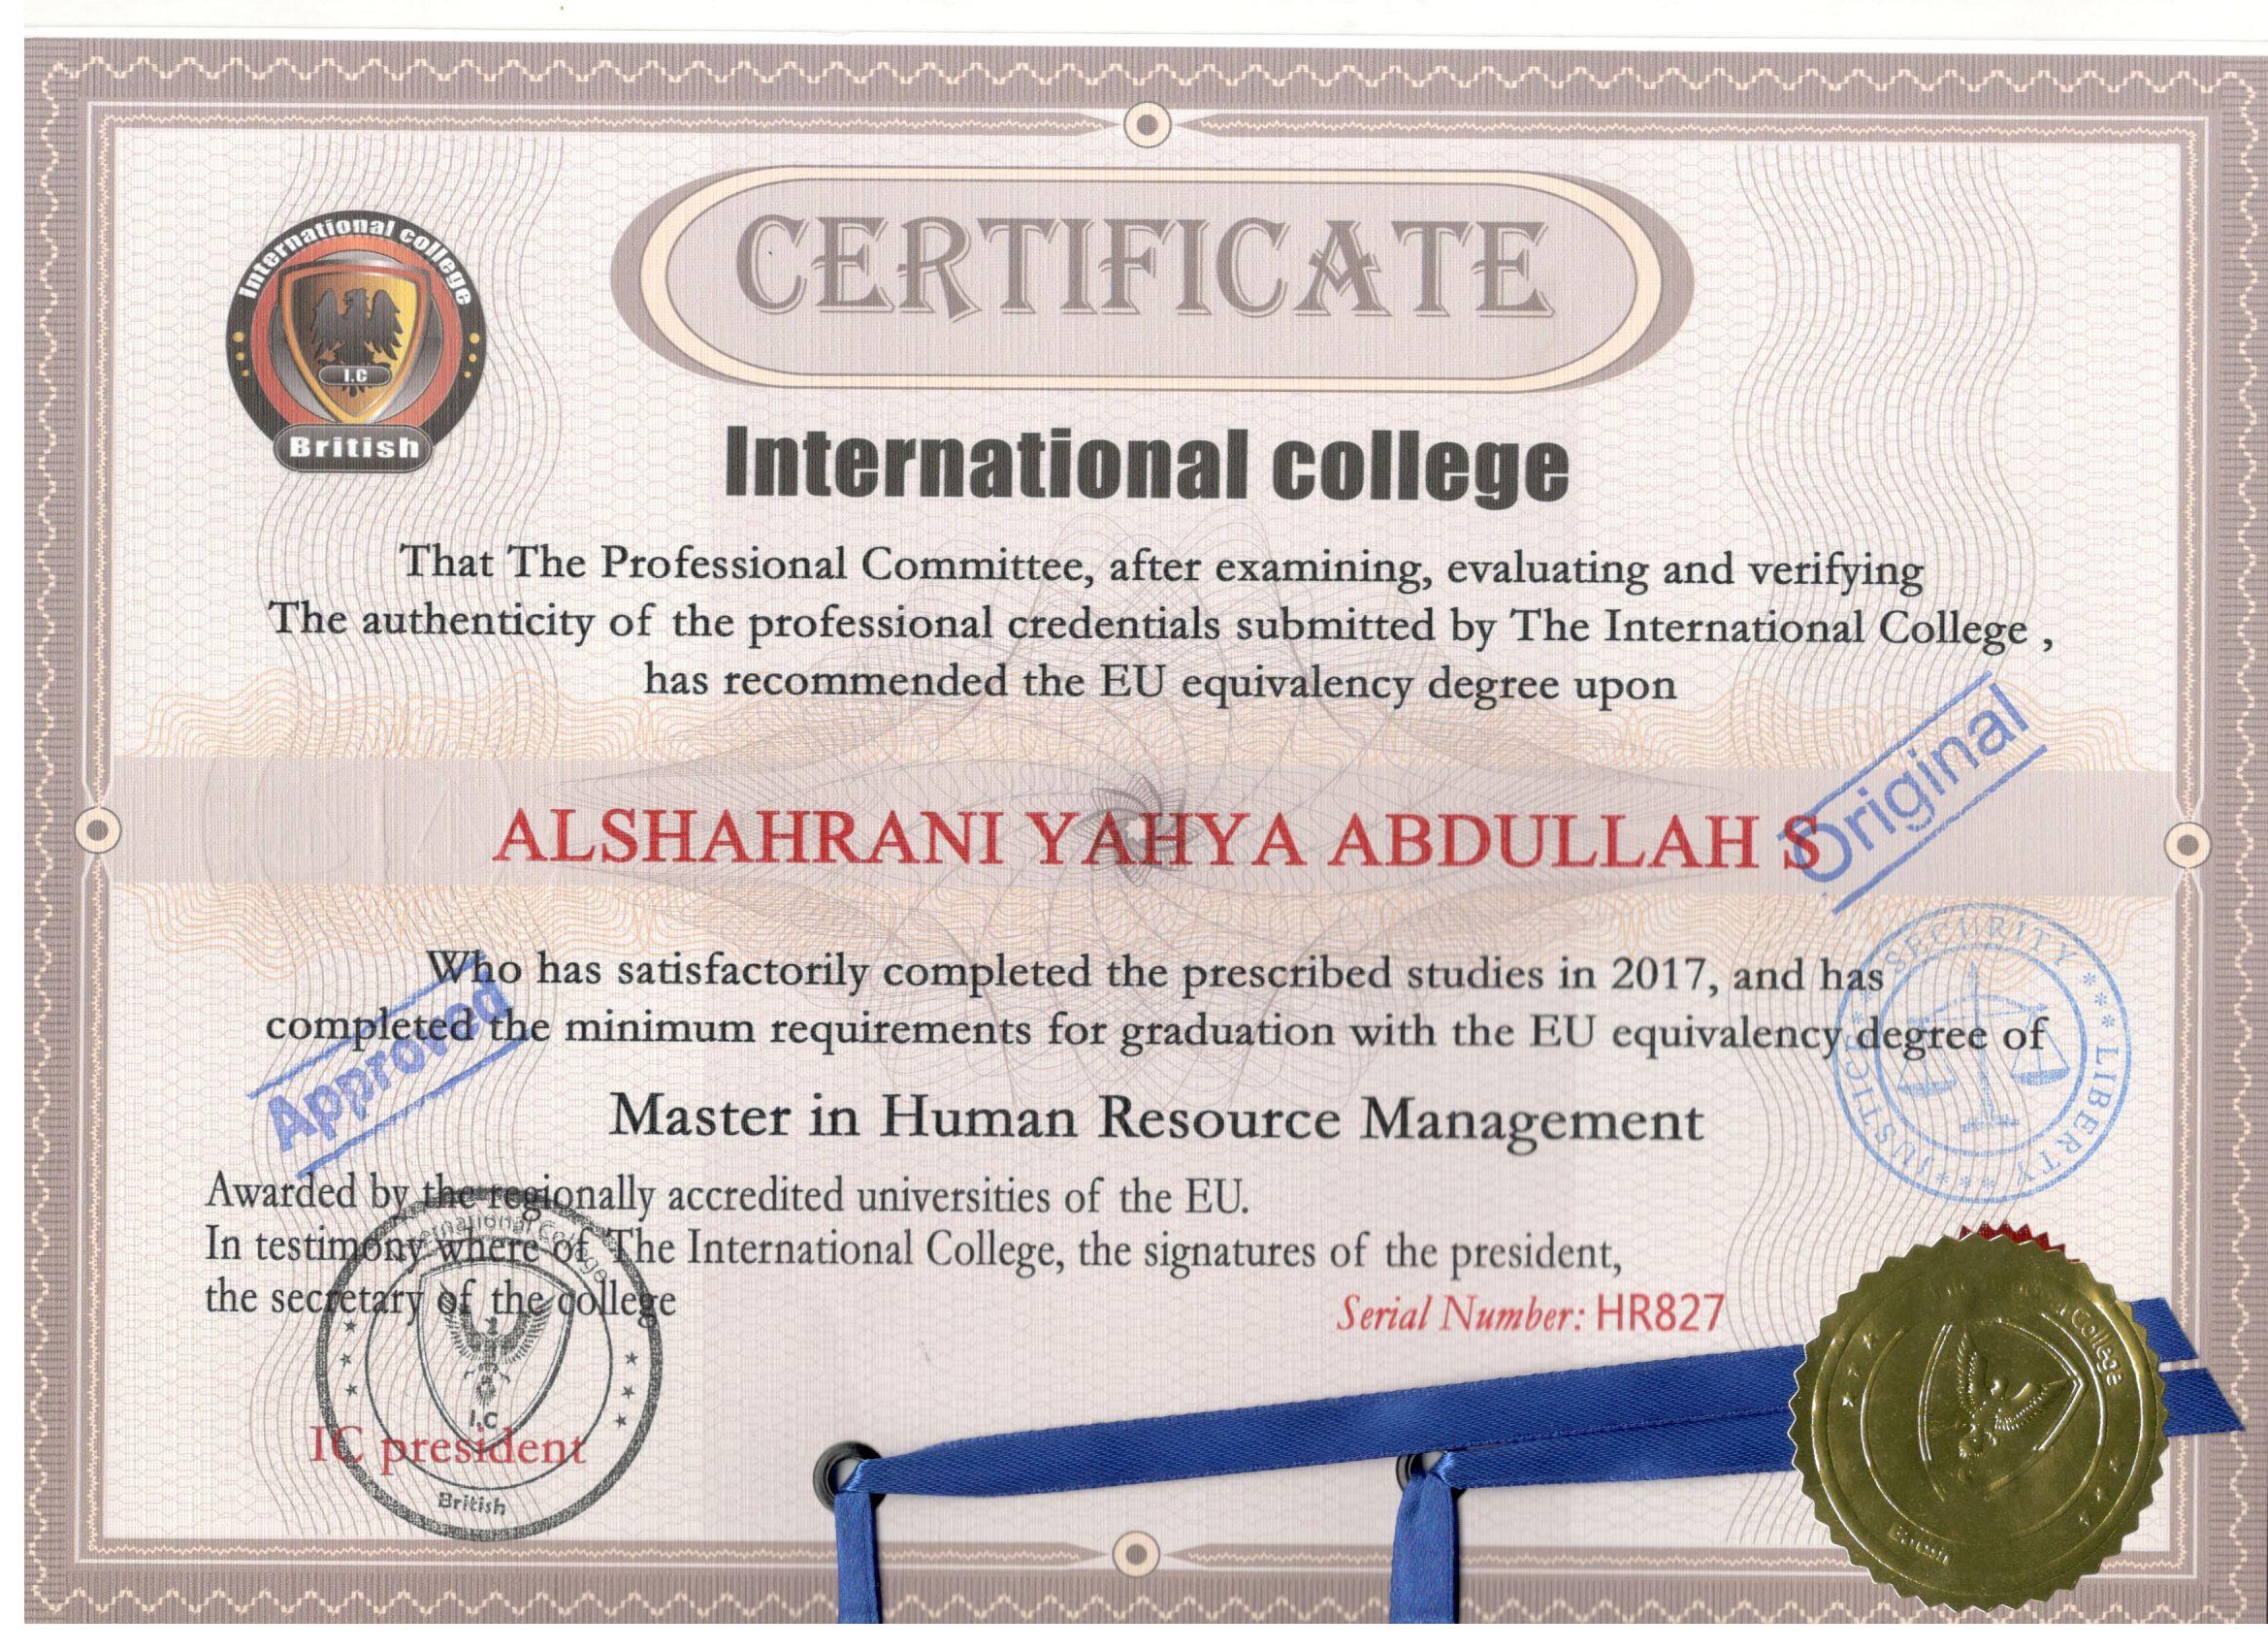 International college
I.C
British
CERTIFICATE
International college
That The Professional Committee, after examining, evaluating and verifying
The authenticity of the professional credentials submitted by The International College ,
has recommended the EU equivalency degree upon
Original
ALSHAHRANI YAHYA ABDULLAH S
Who has satisfactorily completed the prescribed studies in 2017, and has
completed the minimum requirements for graduation with the EU equivalency degree of
Approved
SECURITY *** LIBERTY *** JUSTICE ***
Master in Human Resource Management
Awarded by the regionally accredited universities of the EU.
In testimony where of The International College, the signatures of the president,
the secretary of the college
Serial Number: HR827
International College
I.C
IC president
British
College
British